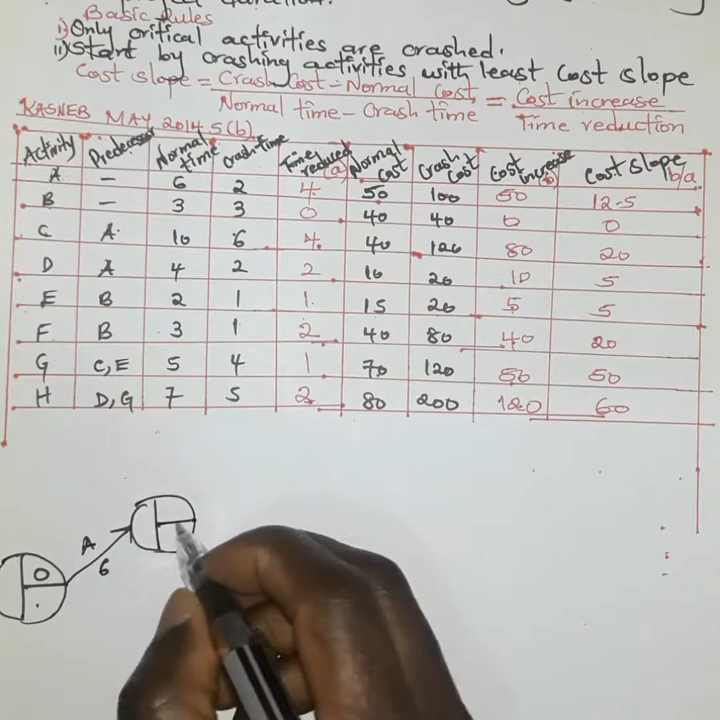 Basic Rules
i) Only critical activities are crashed.
ii) Start by crashing activities with least cost slope
Cost slope = Crash Cost - Normal Cost = Cost increase
Normal time - Crash time Time reduction
KASNEB MAY 2014 5(b)
Activity Predecessor Normal time Crash time Time reduced (a) Normal Cost Crash Cost Cost increase (b) Cost slope b/a
A - 6 2 4 50 100 50 12.5
B - 3 3 0 40 40 0 0
C A 10 6 4 40 120 80 20
D A 4 2 2 10 20 10 5
E B 2 1 1 15 20 5 5
F B 3 1 2 40 80 40 20
G C,E 5 4 1 70 120 50 50
H D,G 7 5 2 80 200 120 60
A
6
0